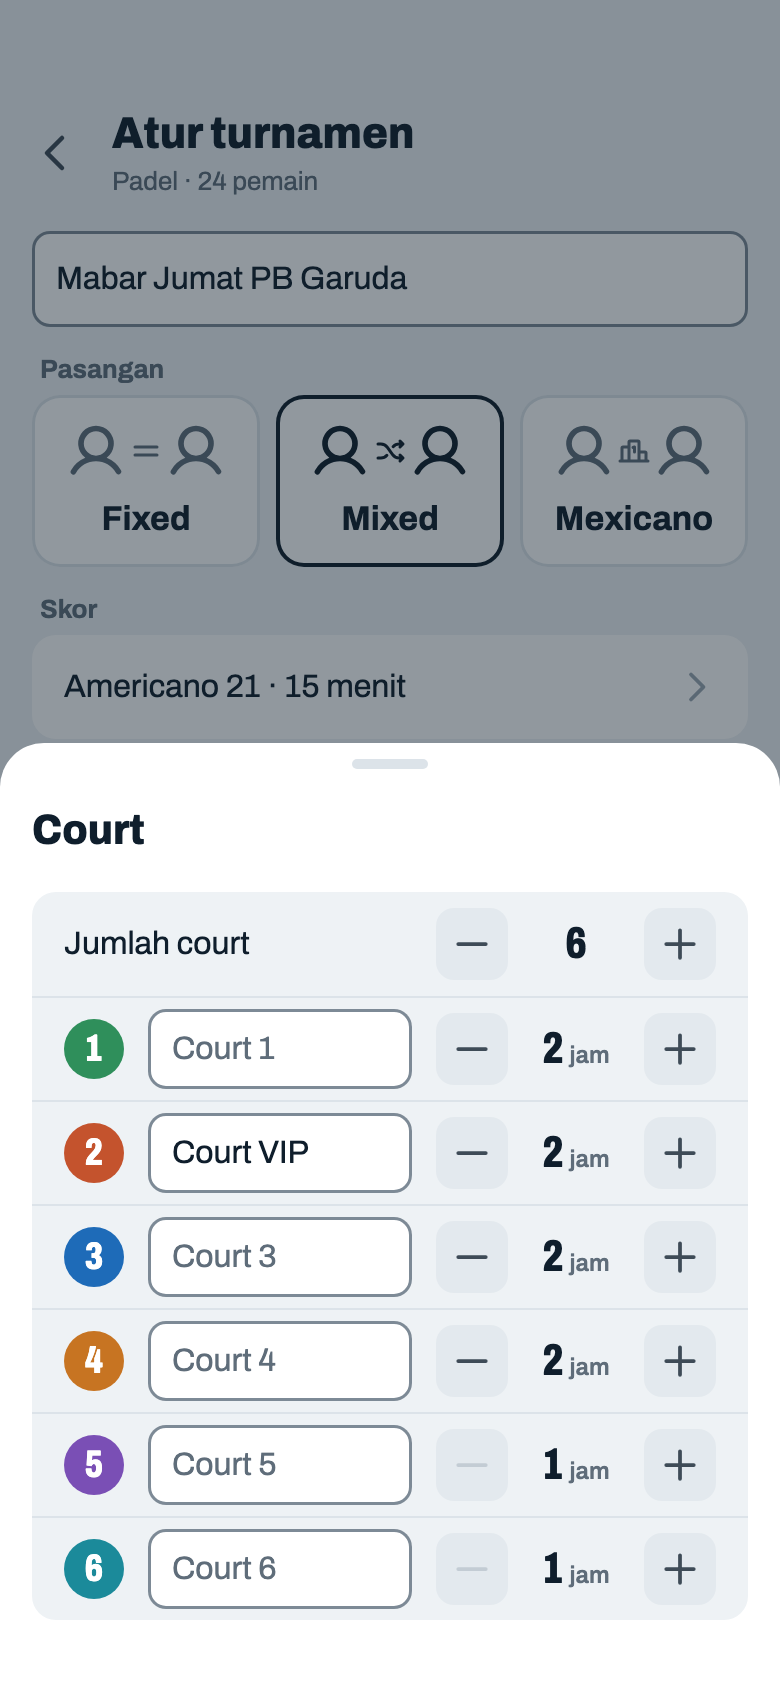 Atur turnamen
Padel · 24 pemain
Mabar Jumat PB Garuda
Pasangan
Fixed
Mixed
Mexicano
Skor
Americano 21 · 15 menit
Court
Jumlah court
6
1 Court 1 2 jam
2 Court VIP 2 jam
3 Court 3 2 jam
4 Court 4 2 jam
5 Court 5 1 jam
6 Court 6 1 jam